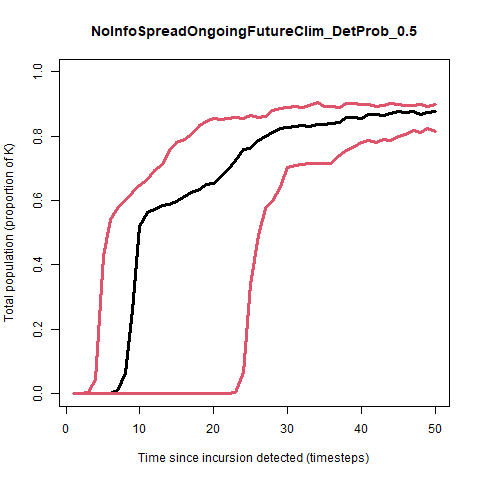 NoInfoSpreadOngoingFutureClim_DetProb_0.5
Total population (proportion of K)
1.0
0.8
0.6
0.4
0.2
0.0
0 10 20 30 40 50
Time since incursion detected (timesteps)